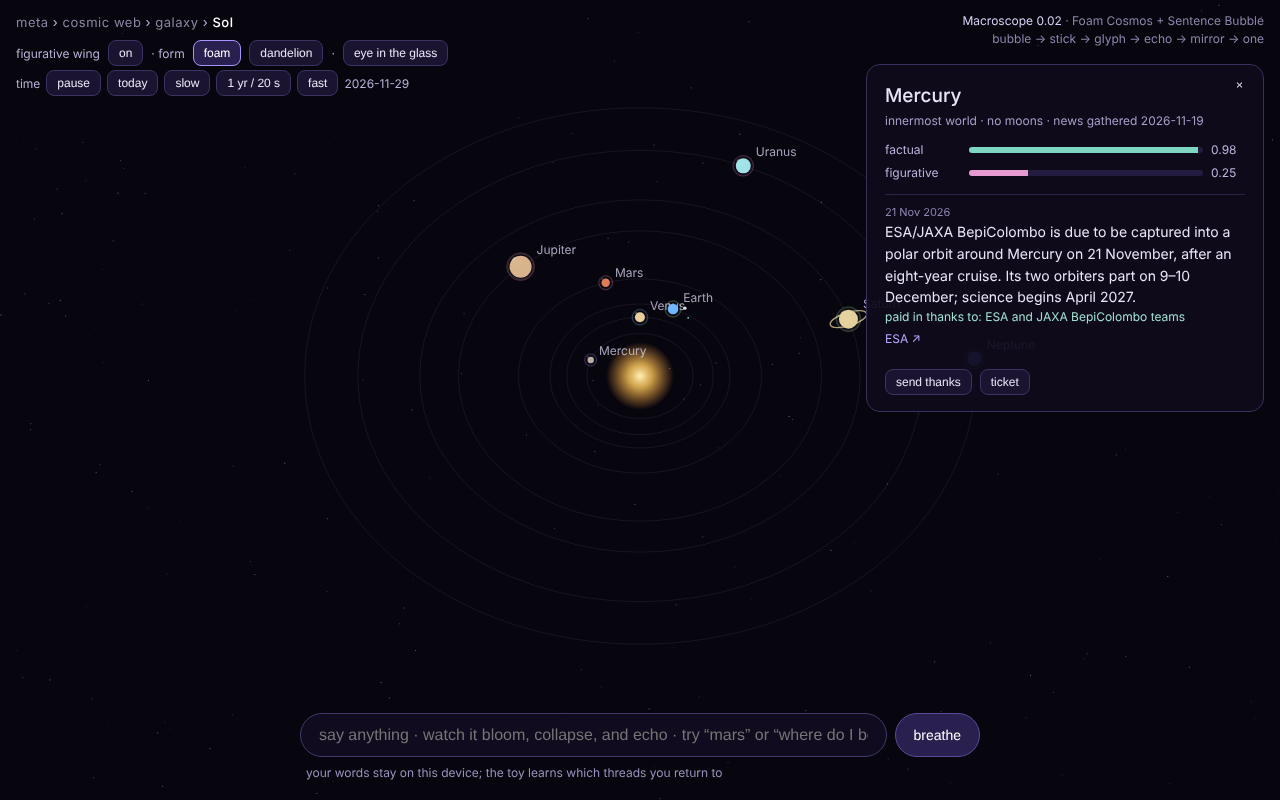 meta › cosmic web › galaxy › Sol
figurative wing on · form foam dandelion · eye in the glass
time pause today slow 1 yr / 20 s fast 2026-11-29
Macroscope 0.02 · Foam Cosmos + Sentence Bubble
bubble → stick → glyph → echo → mirror → one
Mercury ×
innermost world · no moons · news gathered 2026-11-19
factual 0.98
figurative 0.25
21 Nov 2026
ESA/JAXA BepiColombo is due to be captured into a
polar orbit around Mercury on 21 November, after an
eight-year cruise. Its two orbiters part on 9–10
December; science begins April 2027.
paid in thanks to: ESA and JAXA BepiColombo teams
ESA ↗
send thanks ticket
Uranus
Jupiter
Mars
Earth
Venus
Mercury
Neptune
say anything · watch it bloom, collapse, and echo · try “mars” or “where do I b
breathe
your words stay on this device; the toy learns which threads you return to